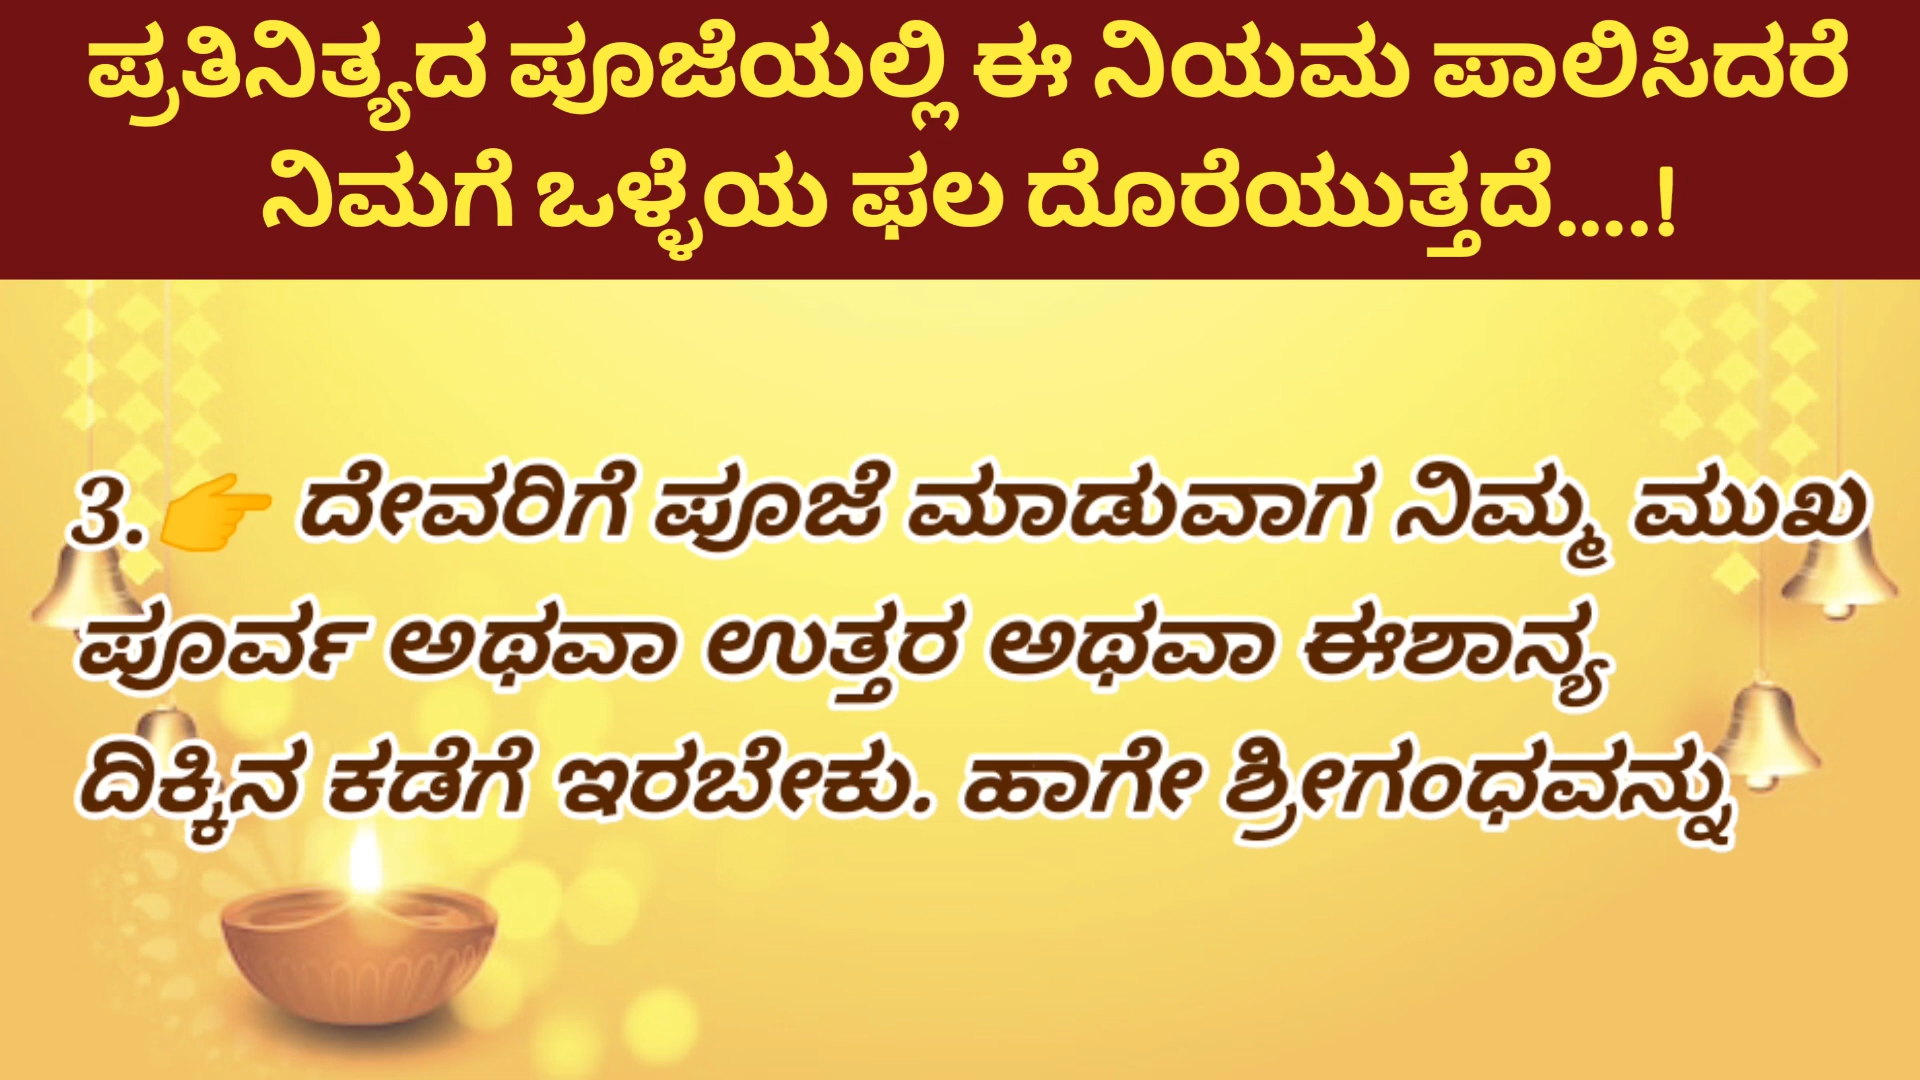 ಪ್ರತಿನಿತ್ಯದ ಪೂಜೆಯಲ್ಲಿ ಈ ನಿಯಮ ಪಾಲಿಸಿದರೆ
ನಿಮಗೆ ಒಳ್ಳೆಯ ಫಲ ದೊರೆಯುತ್ತದೆ....!
3.👉 ದೇವರಿಗೆ ಪೂಜೆ ಮಾಡುವಾಗ ನಿಮ್ಮ ಮುಖ
ಪೂರ್ವ ಅಥವಾ ಉತ್ತರ ಅಥವಾ ಈಶಾನ್ಯ
ದಿಕ್ಕಿನ ಕಡೆಗೆ ಇರಬೇಕು. ಹಾಗೇ ಶ್ರೀಗಂಧವನ್ನು